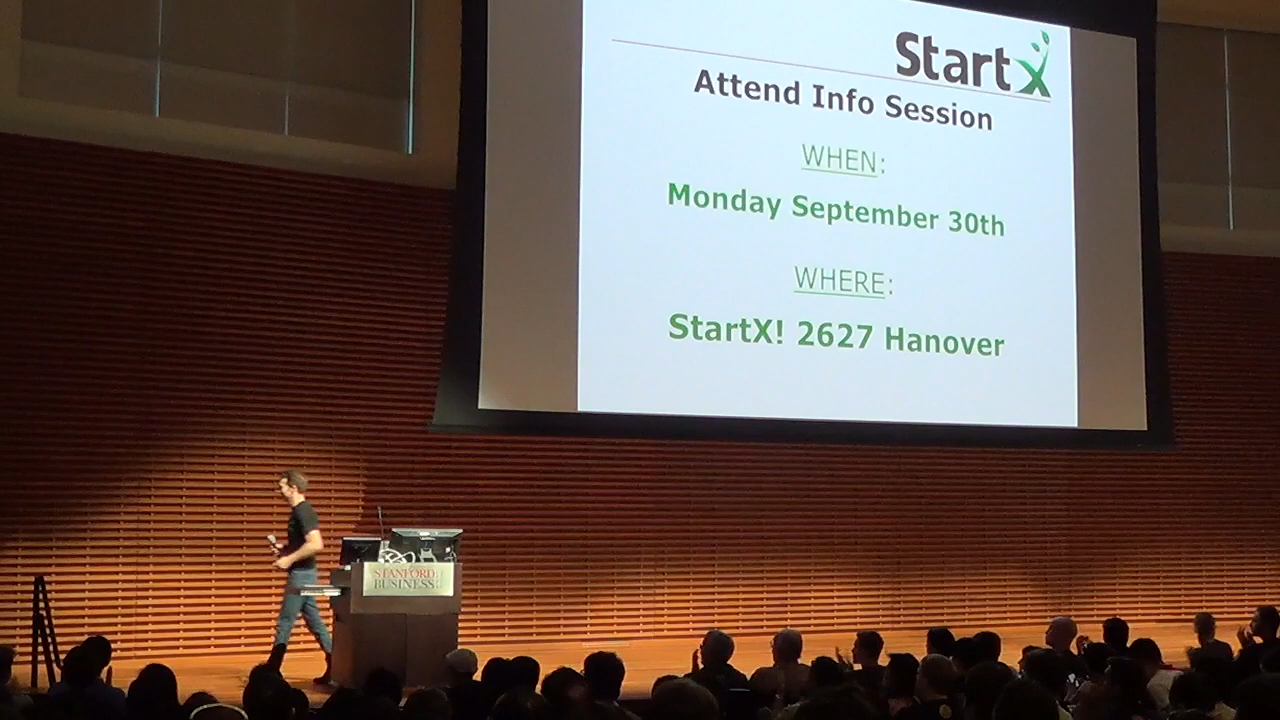 StartX
Attend Info Session
WHEN:
Monday September 30th
WHERE:
StartX! 2627 Hanover
STANFORD
BUSINESS